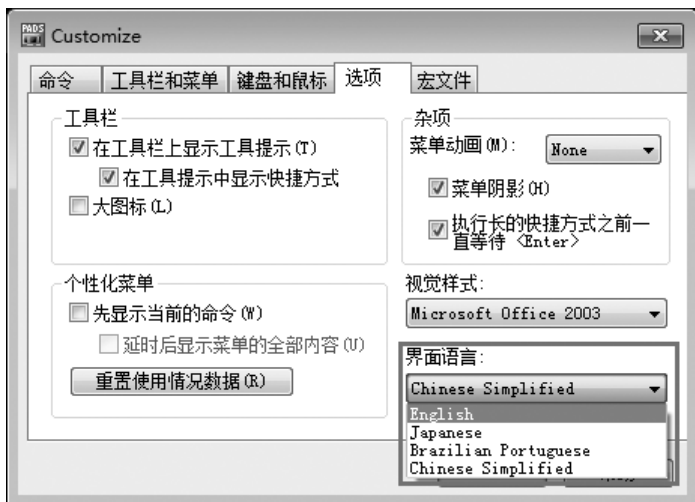 PADS Customize
命令 工具栏和菜单 键盘和鼠标 选项 宏文件
工具栏
在工具栏上显示工具提示(T)
在工具提示中显示快捷方式
大图标(L)
杂项
菜单动画(M): None
菜单阴影(H)
执行长的快捷方式之前一
直等待 <Enter>
个性化菜单
先显示当前的命令(W)
延时后显示菜单的全部内容(U)
重置使用情况数据(R)
视觉样式:
Microsoft Office 2003
界面语言:
Chinese Simplified
English
Japanese
Brazilian Portuguese
Chinese Simplified